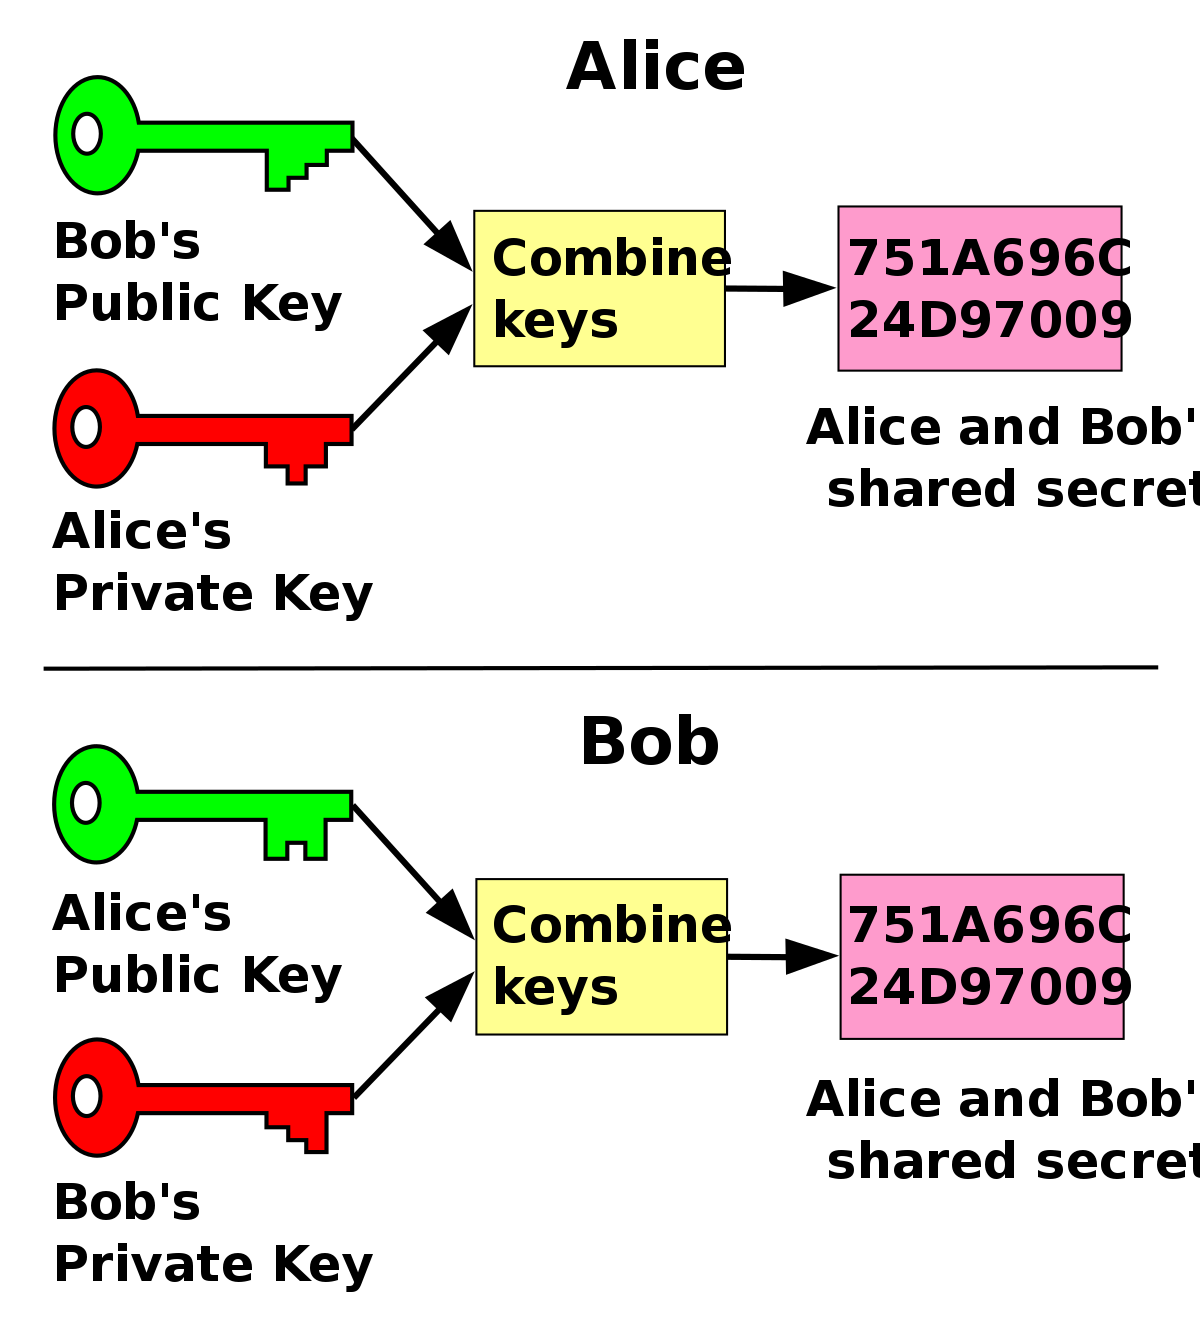 Alice
Bob's
Public Key
Combine
keys
751A696C
24D97009
Alice and Bob'
shared secret
Alice's
Private Key
Bob
Alice's
Public Key
Combine
keys
751A696C
24D97009
Alice and Bob'
shared secret
Bob's
Private Key